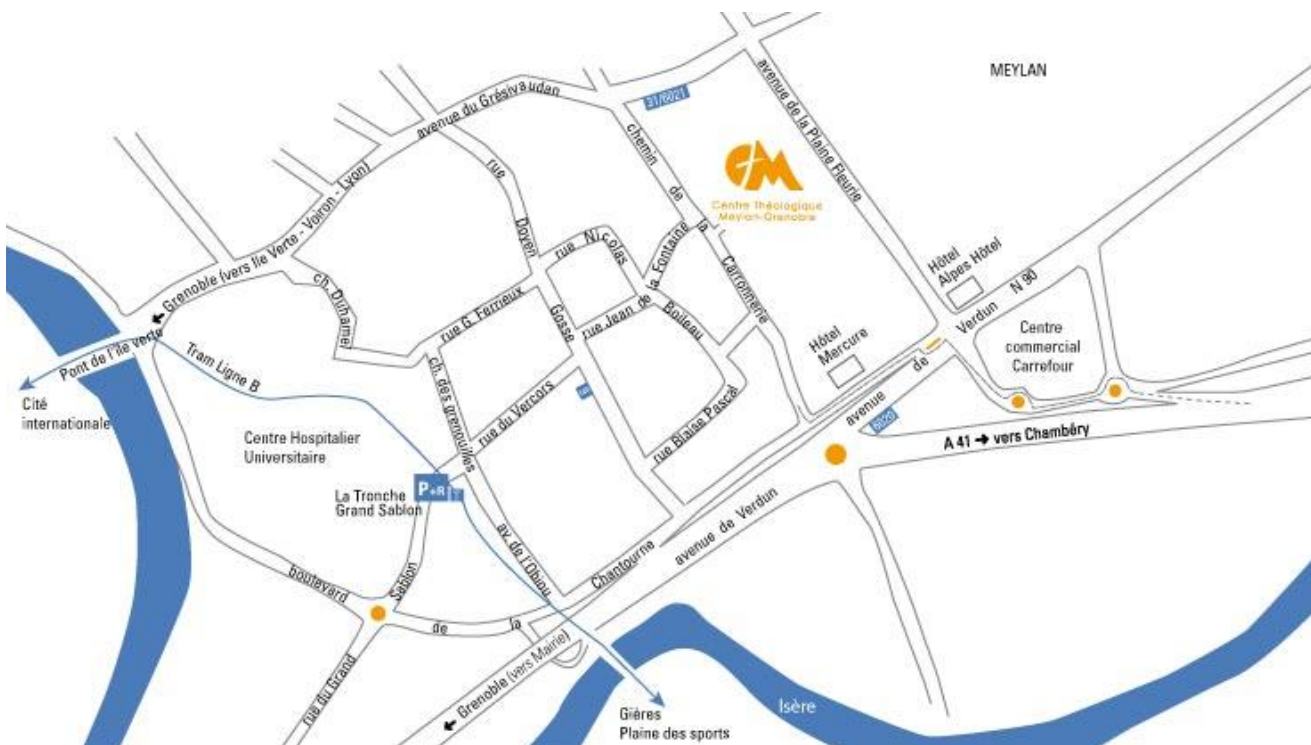 MEYLAN
avenue du Grésivaudan
31/6021
avenue de la Plaine Fleurie
chemin de la Carronnerie
Centre Théologique
Meylan-Grenoble
rue Doyen Gosse
rue Nicolas Boileau
rue Jean de la Fontaine
Grenoble (vers Ile Verte - Voiron - Lyon)
ch. Duhamel
rue G. Ferrieux
Hôtel
Alpes Hôtel
Hôtel
Mercure
avenue de Verdun N 90
Centre
commercial
Carrefour
Pont de l'île verte
Tram Ligne B
Cité
internationale
ch. des grenouilles
rue du Vercors
rue Blaise Pascal
6020
A 41 → vers Chambéry
Centre Hospitalier
Universitaire
P+R
La Tronche
Grand Sablon
av. de l'Obiou
avenue de Verdun
boulevard de la Chantourne
rue du Grand Sablon
Grenoble (vers Mairie)
Gières
Plaine des sports
Isère